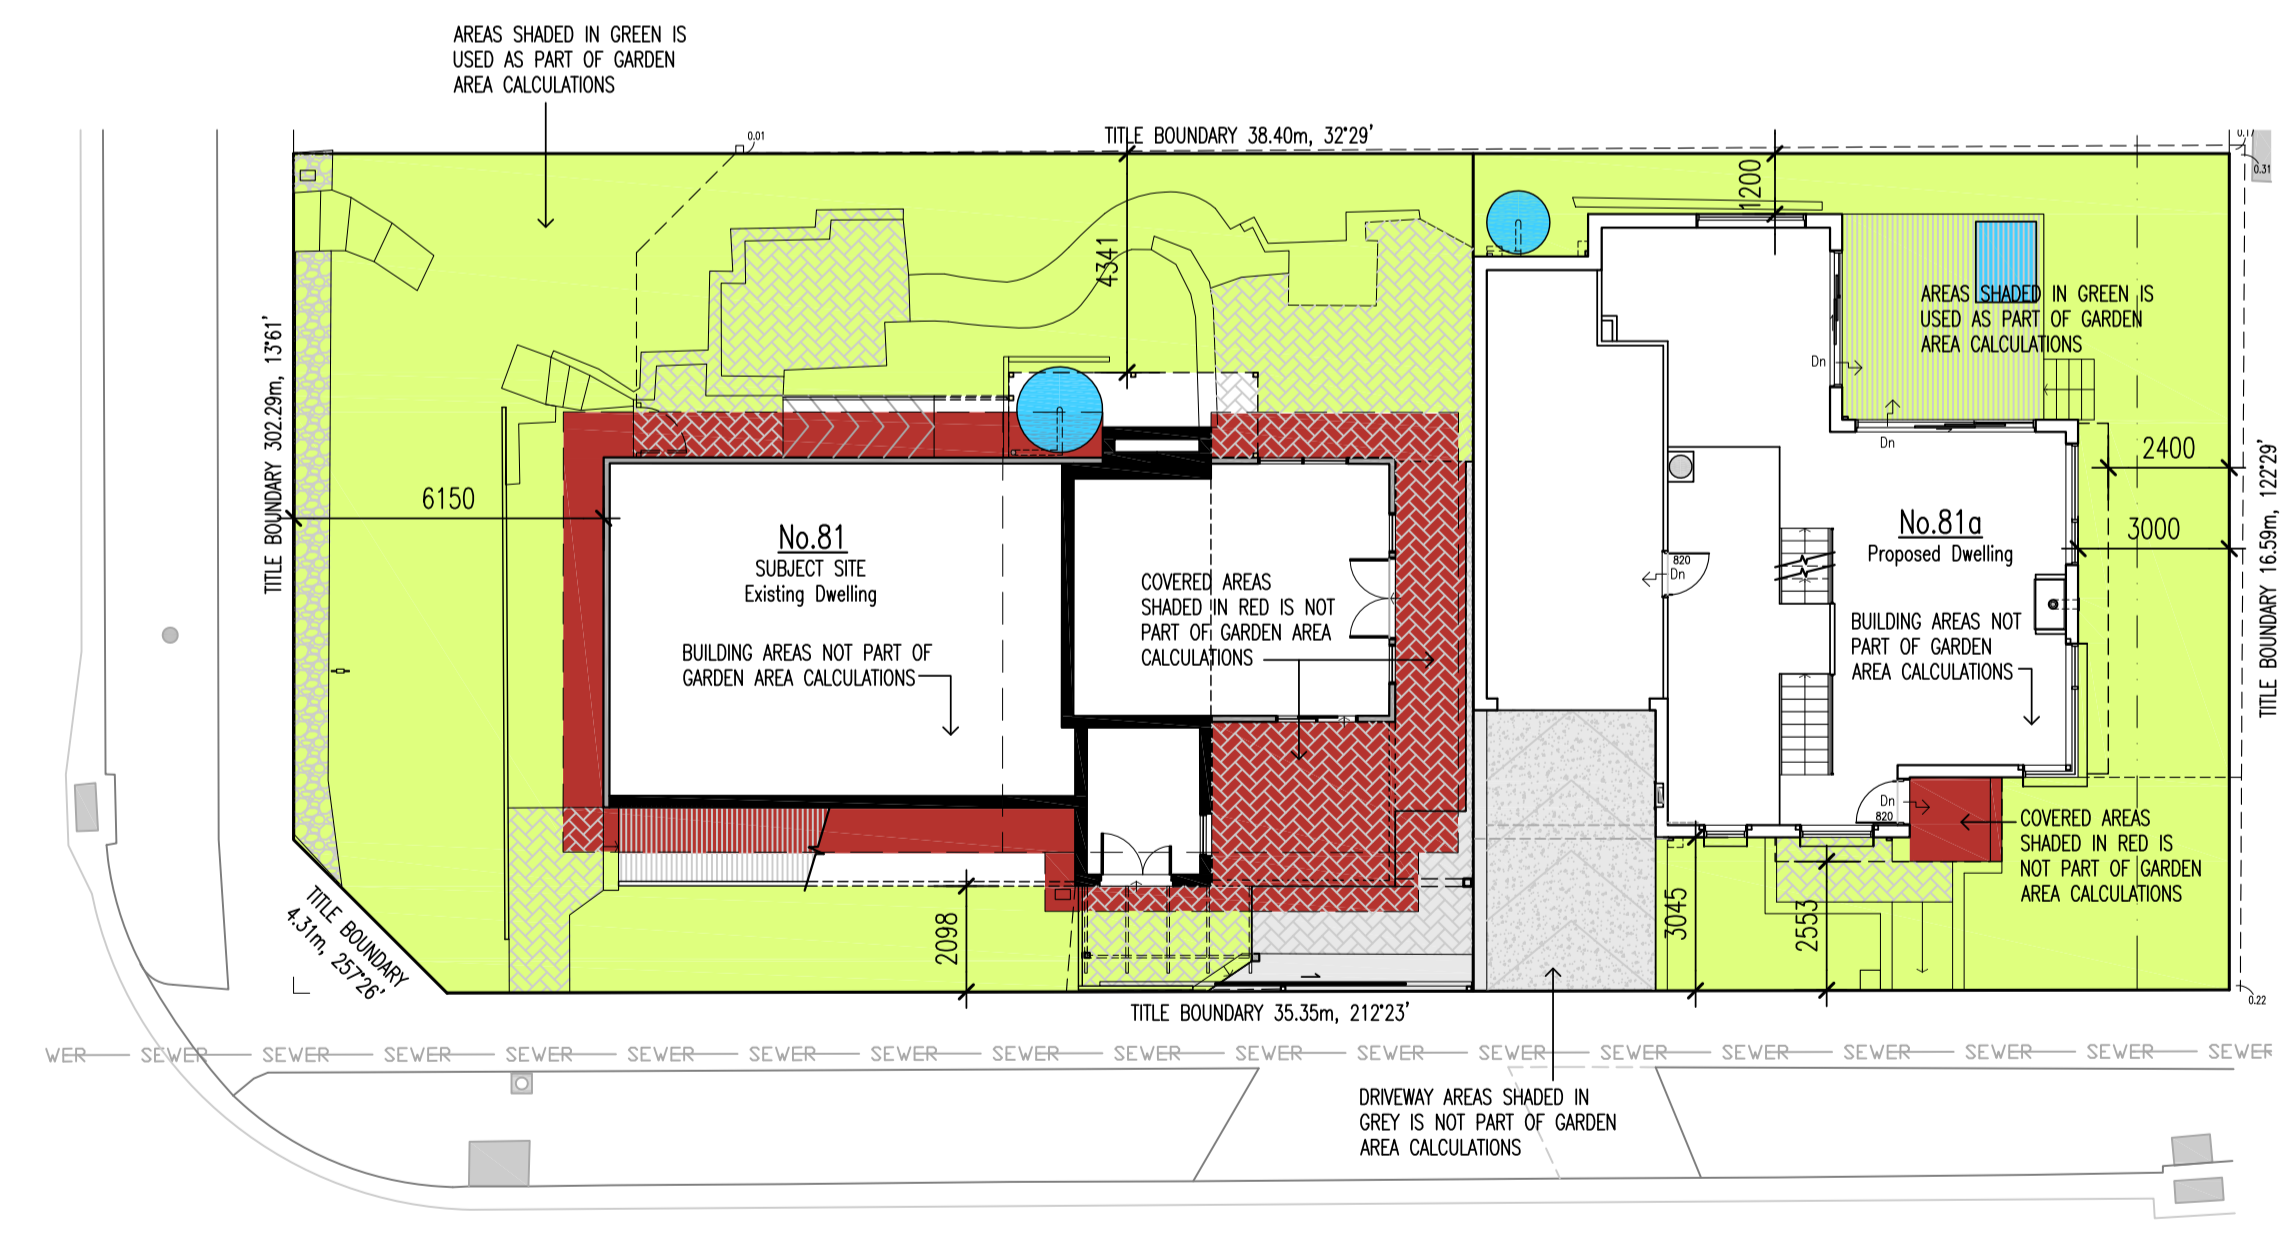 AREAS SHADED IN GREEN IS
USED AS PART OF GARDEN
AREA CALCULATIONS
0.01
TITLE BOUNDARY 38.40m, 32°29'
0.17
0.31
1200
4341
AREAS SHADED IN GREEN IS
USED AS PART OF GARDEN
AREA CALCULATIONS
Dn
Dn
TITLE BOUNDARY 302.29m, 13°61'
6150
2400
3000
TITLE BOUNDARY 16.59m, 122°29'
No.81
SUBJECT SITE
Existing Dwelling
BUILDING AREAS NOT PART OF
GARDEN AREA CALCULATIONS
COVERED AREAS
SHADED IN RED IS NOT
PART OF GARDEN AREA
CALCULATIONS
820
Dn
No.81a
Proposed Dwelling
BUILDING AREAS NOT
PART OF GARDEN
AREA CALCULATIONS
Dn
820
COVERED AREAS
SHADED IN RED IS
NOT PART OF GARDEN
AREA CALCULATIONS
TITLE BOUNDARY
4.31m, 257°26'
2098
3045
2553
0.22
TITLE BOUNDARY 35.35m, 212°23'
WER SEWER SEWER SEWER SEWER SEWER SEWER SEWER SEWER SEWER SEWER SEWER SEWER SEWER SEWER SEWER SEWER SEWER SEWER
DRIVEWAY AREAS SHADED IN
GREY IS NOT PART OF GARDEN
AREA CALCULATIONS